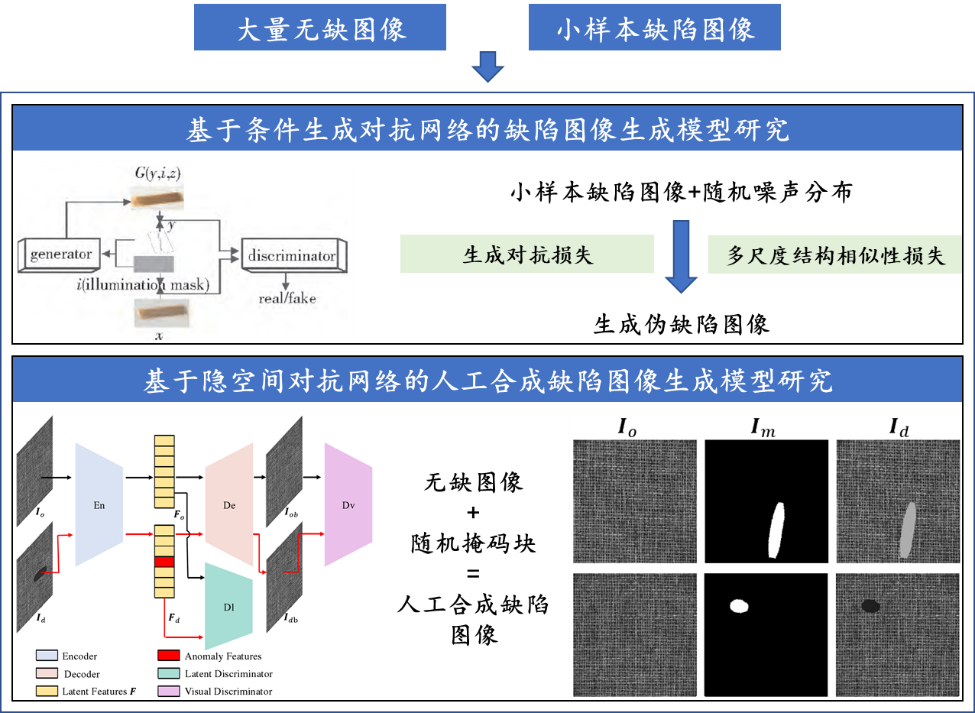 大量无缺图像
小样本缺陷图像
基于条件生成对抗网络的缺陷图像生成模型研究
G(y,i,z)
y
generator
discriminator
i(illumination mask)
real/fake
x
小样本缺陷图像+随机噪声分布
生成对抗损失
多尺度结构相似性损失
生成伪缺陷图像
基于隐空间对抗网络的人工合成缺陷图像生成模型研究
En
De
Dv
Dl
I_o
F_o
I_ob
I_d
F_d
I_db
Encoder
Decoder
Latent Features F
Anomaly Features
Latent Discriminator
Visual Discriminator
无缺图像
+
随机掩码块
=
人工合成缺陷
图像
I_o
I_m
I_d